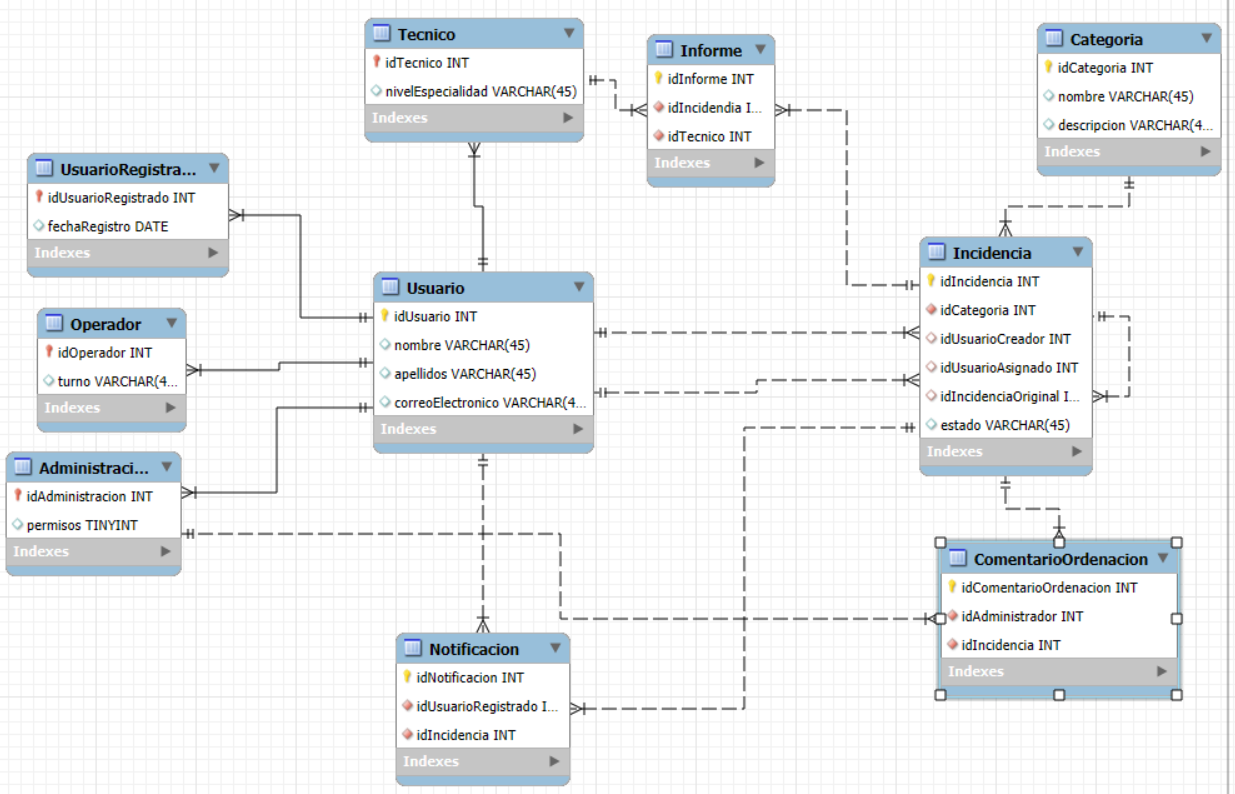 Tecnico
idTecnico INT
nivelEspecialidad VARCHAR(45)
Indexes
Informe
idInforme INT
idIncidendia I...
idTecnico INT
Indexes
Categoria
idCategoria INT
nombre VARCHAR(45)
descripcion VARCHAR(4...
Indexes
UsuarioRegistra...
idUsuarioRegistrado INT
fechaRegistro DATE
Indexes
Operador
idOperador INT
turno VARCHAR(4...
Indexes
Administraci...
idAdministracion INT
permisos TINYINT
Indexes
Usuario
idUsuario INT
nombre VARCHAR(45)
apellidos VARCHAR(45)
correoElectronico VARCHAR(4...
Indexes
Incidencia
idIncidencia INT
idCategoria INT
idUsuarioCreador INT
idUsuarioAsignado INT
idIncidenciaOriginal I...
estado VARCHAR(45)
Indexes
Notificacion
idNotificacion INT
idUsuarioRegistrado I...
idIncidencia INT
Indexes
ComentarioOrdenacion
idComentarioOrdenacion INT
idAdministrador INT
idIncidencia INT
Indexes